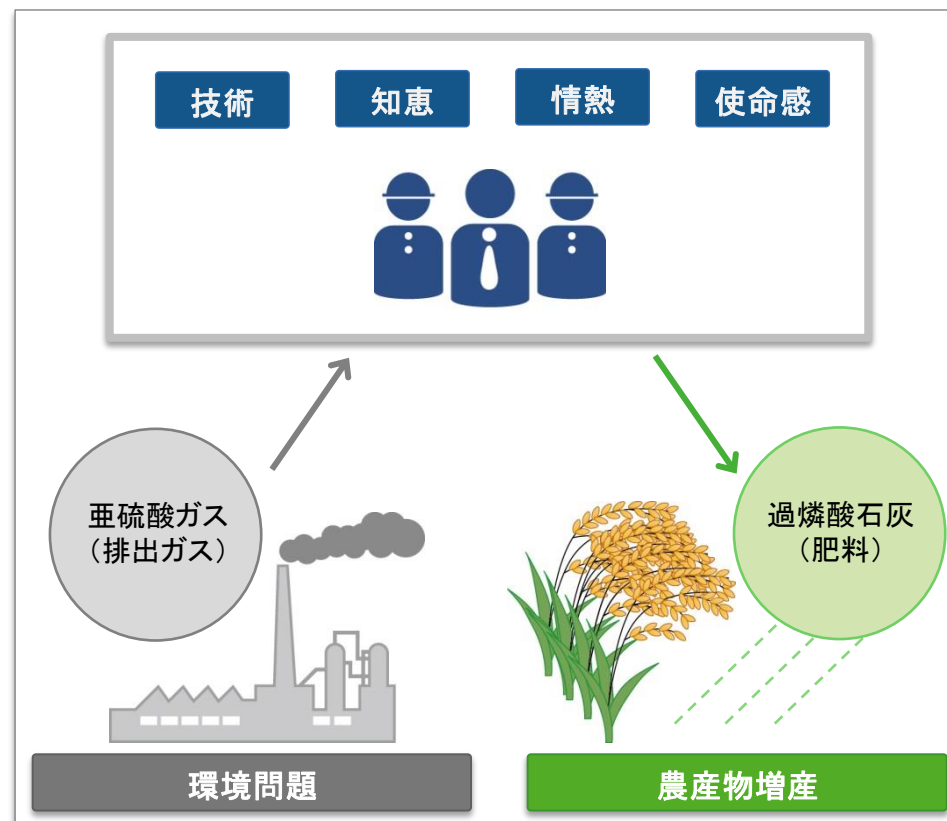 技術
知恵
情熱
使命感
亜硫酸ガス
（排出ガス）
過燐酸石灰
（肥料）
環境問題
農産物増産